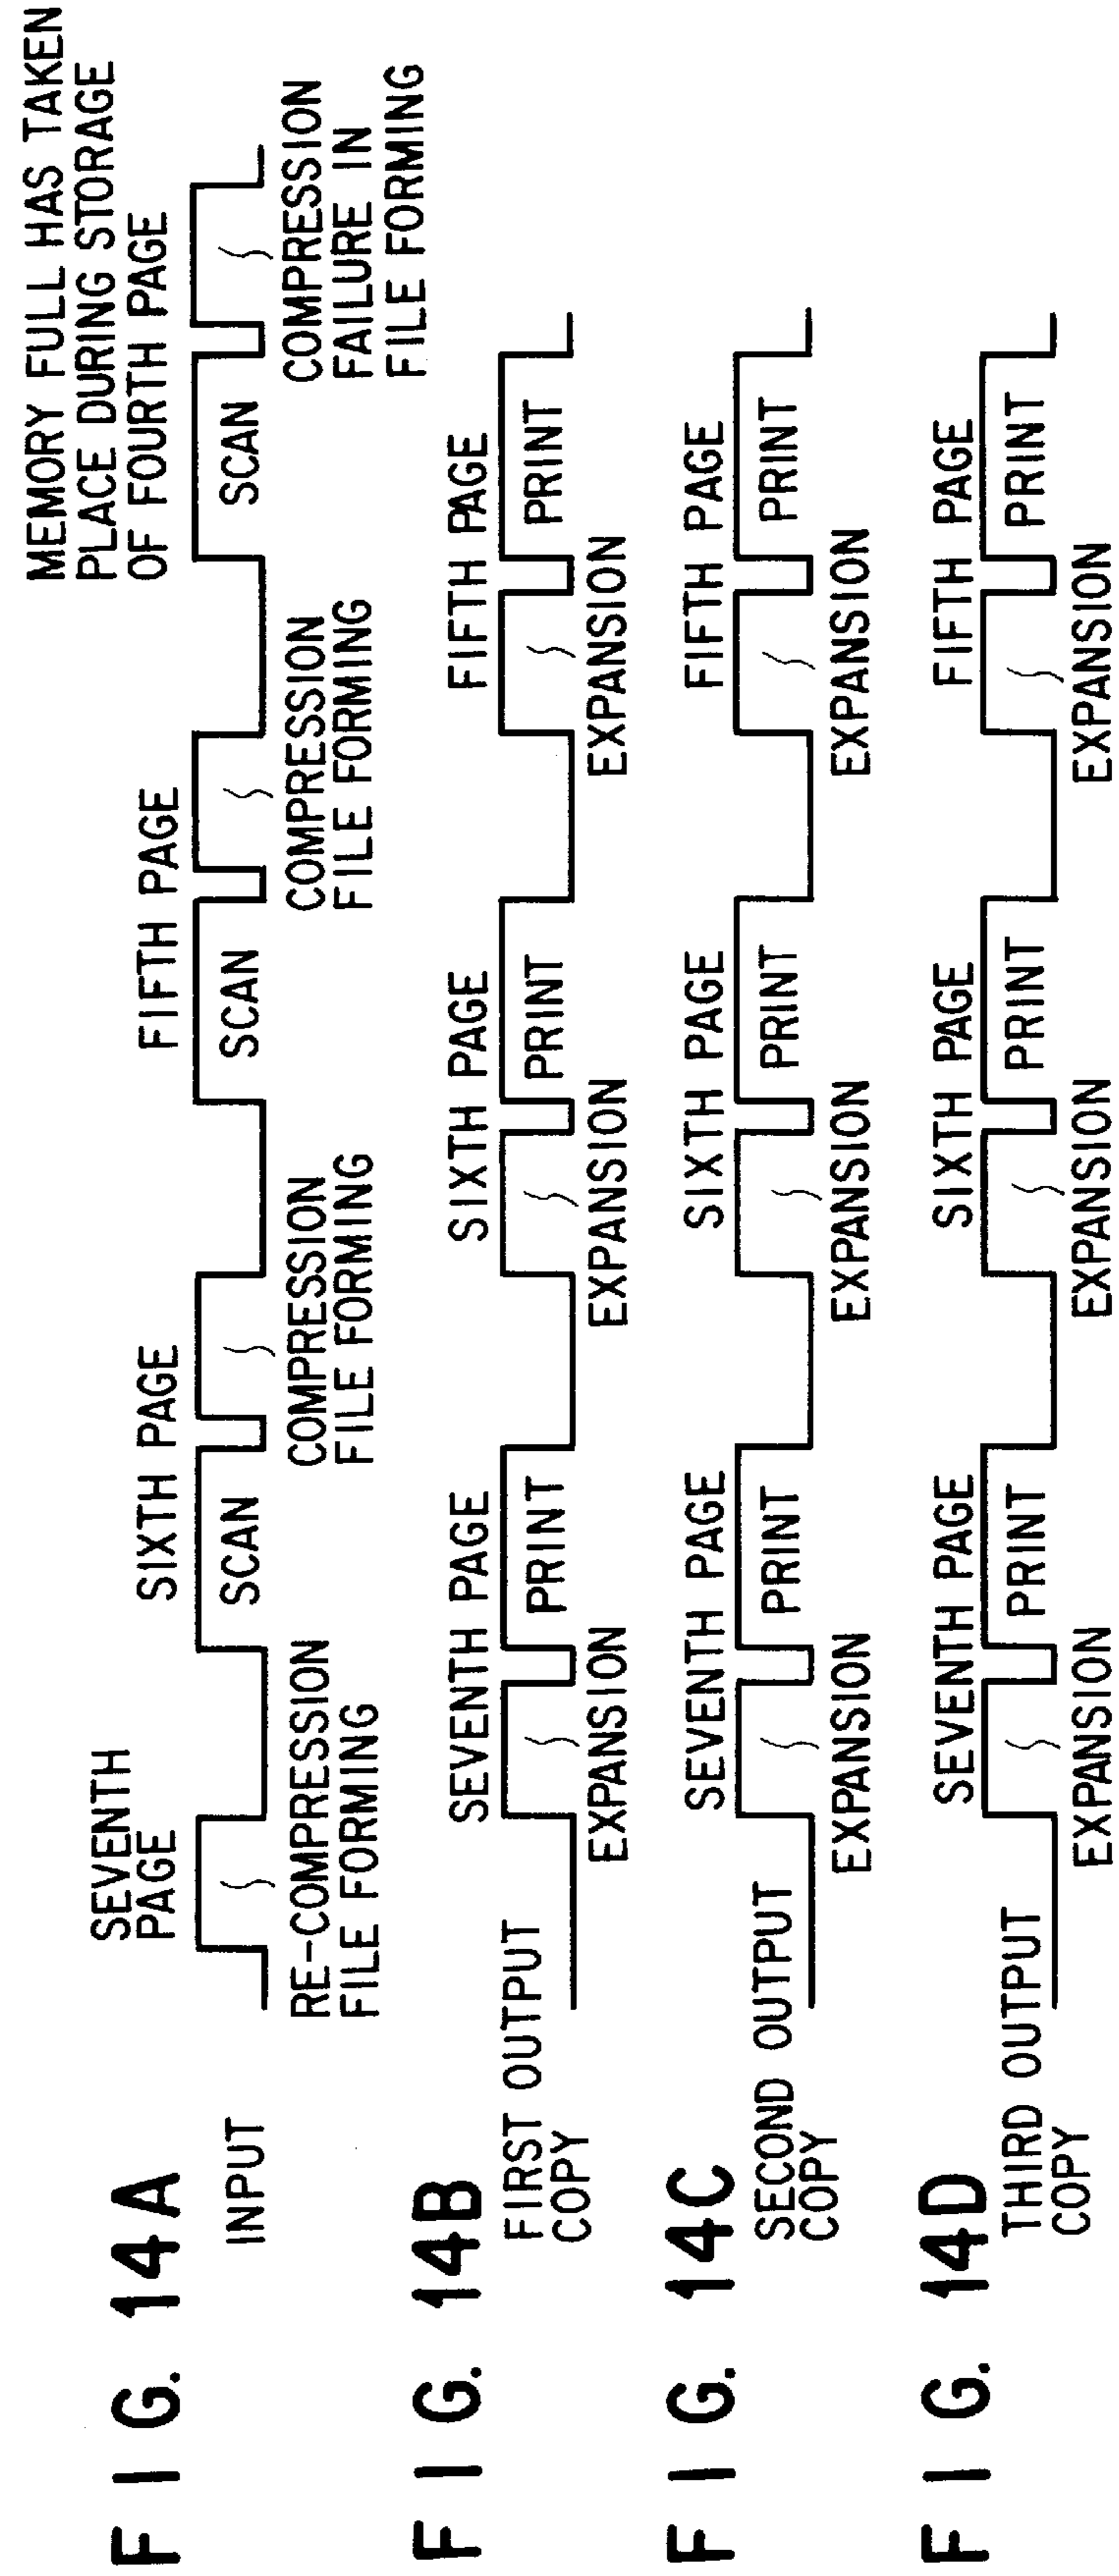 FIG. 14A
INPUT
SEVENTH
PAGE
RE-COMPRESSION
FILE FORMING
SIXTH PAGE
SCAN
COMPRESSION
FILE FORMING
FIFTH PAGE
SCAN
COMPRESSION
FILE FORMING
MEMORY FULL HAS TAKEN
PLACE DURING STORAGE
OF FOURTH PAGE
SCAN
COMPRESSION
FAILURE IN
FILE FORMING
FIG. 14B
FIRST OUTPUT
COPY
SEVENTH PAGE
EXPANSION
PRINT
SIXTH PAGE
EXPANSION
PRINT
FIFTH PAGE
EXPANSION
PRINT
FIG. 14C
SECOND OUTPUT
COPY
SEVENTH PAGE
EXPANSION
PRINT
SIXTH PAGE
EXPANSION
PRINT
FIFTH PAGE
EXPANSION
PRINT
FIG. 14D
THIRD OUTPUT
COPY
SEVENTH PAGE
EXPANSION
PRINT
SIXTH PAGE
EXPANSION
PRINT
FIFTH PAGE
EXPANSION
PRINT